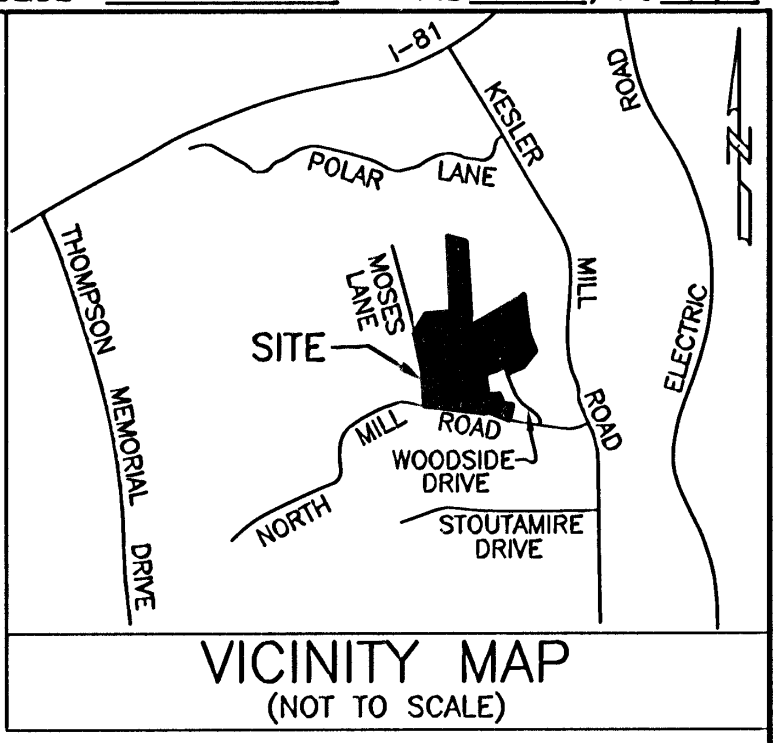 I-81
KESLER
MILL
ROAD
ROAD
ELECTRIC
N
POLAR LANE
THOMPSON MEMORIAL DRIVE
MOSES
LANE
SITE
NORTH MILL ROAD
WOODSIDE
DRIVE
STOUTAMIRE
DRIVE
VICINITY MAP
(NOT TO SCALE)